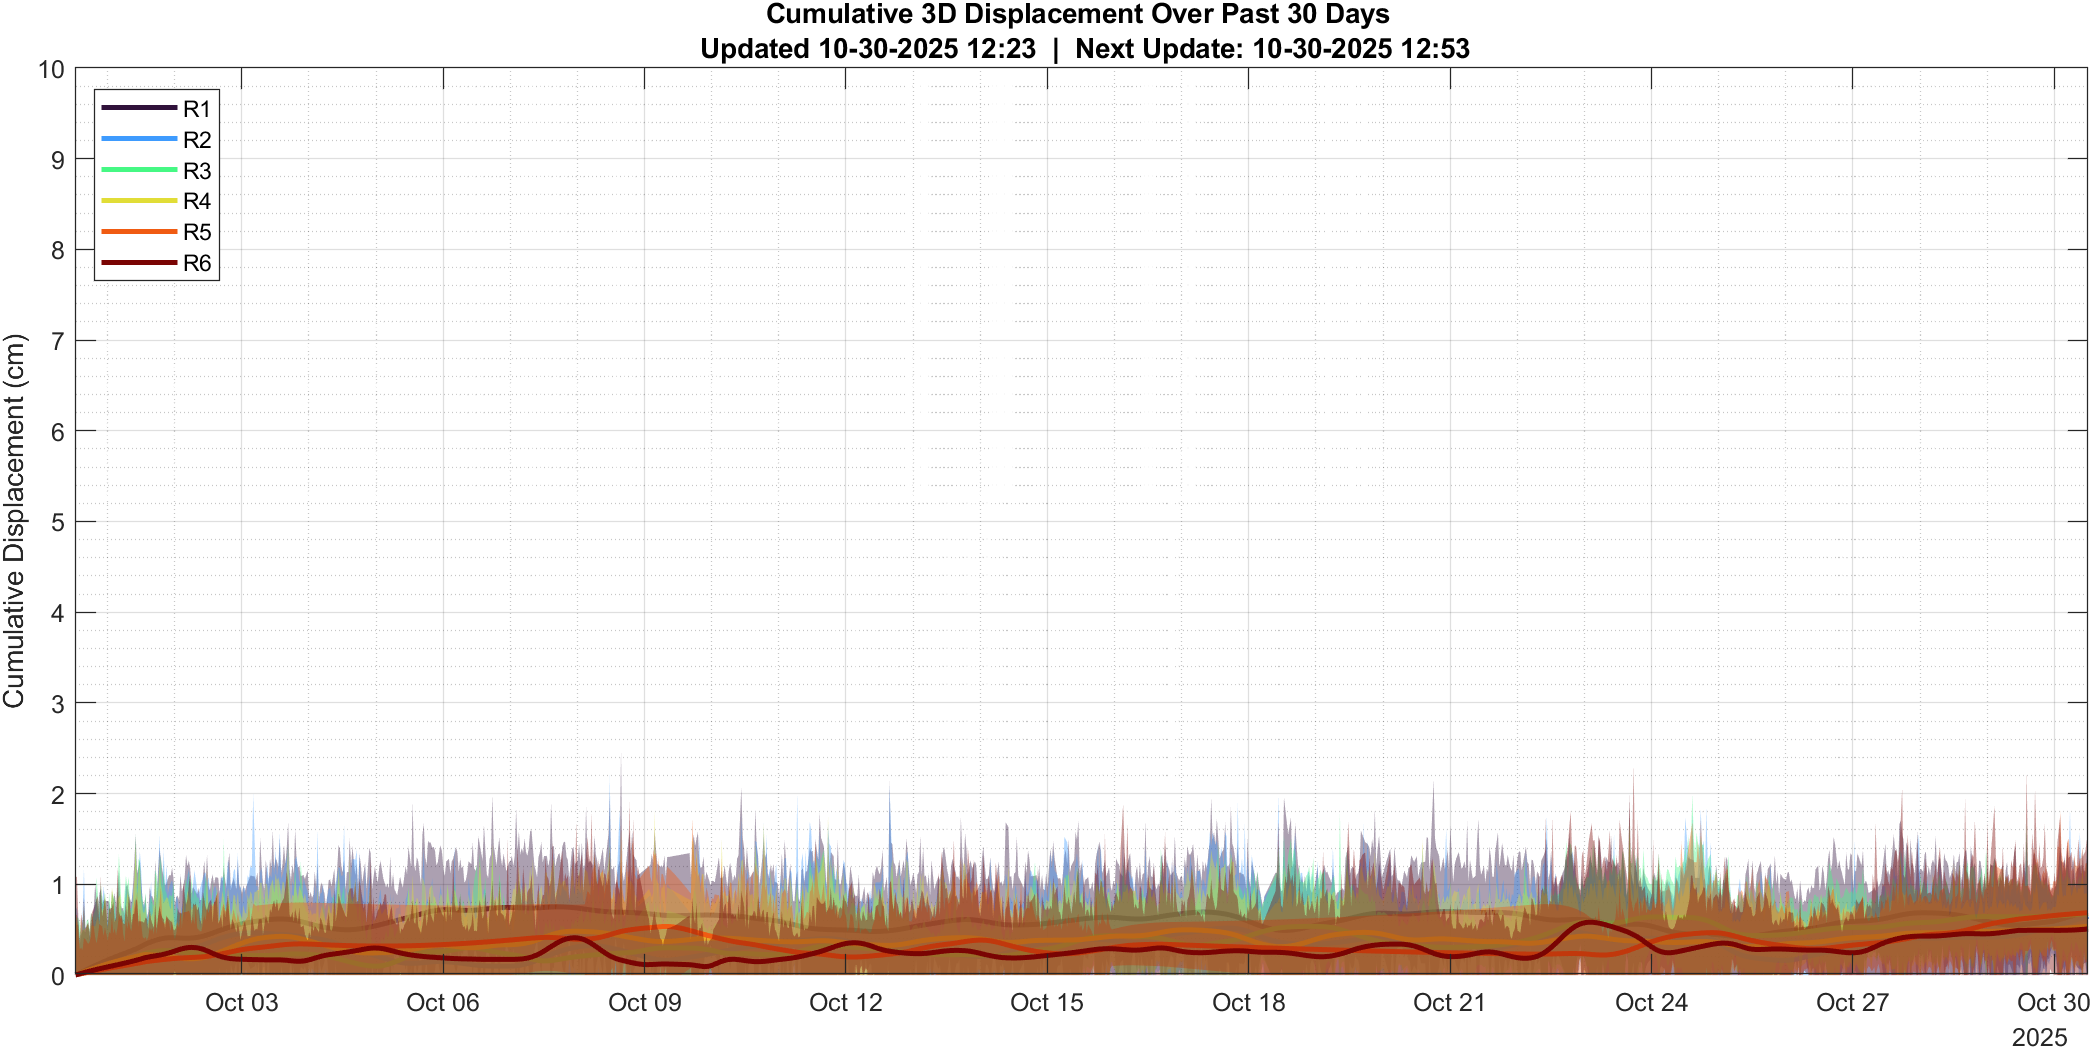 Cumulative 3D Displacement Over Past 30 Days
Updated 10-30-2025 12:23 | Next Update: 10-30-2025 12:53
Cumulative Displacement (cm)
10
9
8
7
6
5
4
3
2
1
0
R1
R2
R3
R4
R5
R6
Oct 03
Oct 06
Oct 09
Oct 12
Oct 15
Oct 18
Oct 21
Oct 24
Oct 27
Oct 30
2025